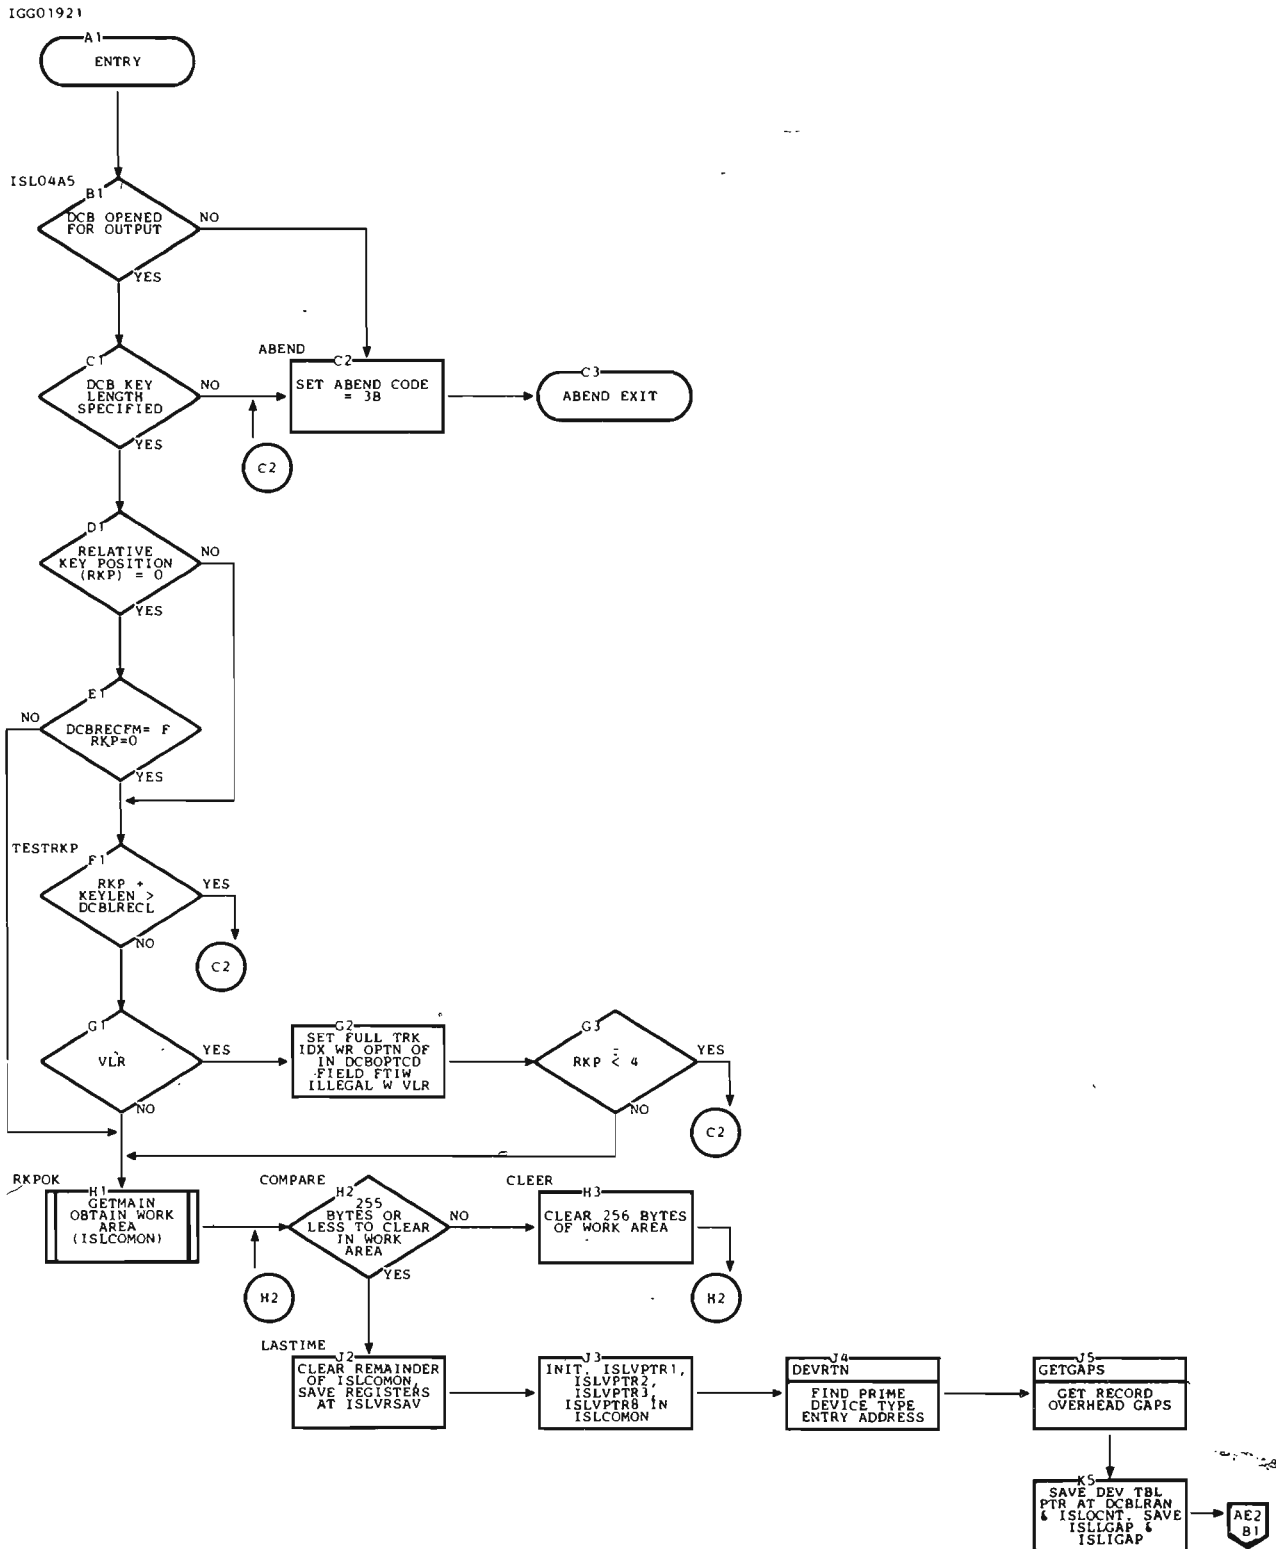 IGG01921
A1
ENTRY
ISL04A5
B1
DCB OPENED
FOR OUTPUT
NO
YES
C1
DCB KEY
LENGTH
SPECIFIED
NO
YES
C2
ABEND
C2
SET ABEND CODE
= 3B
C3
ABEND EXIT
D1
RELATIVE
KEY POSITION
(RKP) = 0
NO
YES
E1
DCBRECFM= F
RKP=0
NO
YES
TESTRKP
F1
RKP +
KEYLEN >
DCBLRECL
YES
NO
C2
G1
VLR
YES
NO
G2
SET FULL TRK
IDX WR OPTN OF
IN DCBOPTCD
FIELD FTIW
ILLEGAL W VLR
G3
RKP < 4
YES
NO
C2
RKPOK
H1
GETMAIN
OBTAIN WORK
AREA
(ISLCOMON)
COMPARE
H2
255
BYTES OR
LESS TO CLEAR
IN WORK
AREA
NO
YES
H2
CLEER
H3
CLEAR 256 BYTES
OF WORK AREA
H2
LASTIME
J2
CLEAR REMAINDER
OF ISLCOMON,
SAVE REGISTERS
AT ISLVRSAV
J3
INIT, ISLVPTR1,
ISLVPTR2,
ISLVPTR3,
ISLVPTR8 IN
ISLCOMON
J4
DEVRTN
FIND PRIME
DEVICE TYPE
ENTRY ADDRESS
J5
GETGAPS
GET RECORD
OVERHEAD GAPS
K5
SAVE DEV TBL
PTR AT DCBLRAN
& ISLOCNT, SAVE
ISLLGAP &
ISLIGAP
AE2
B1